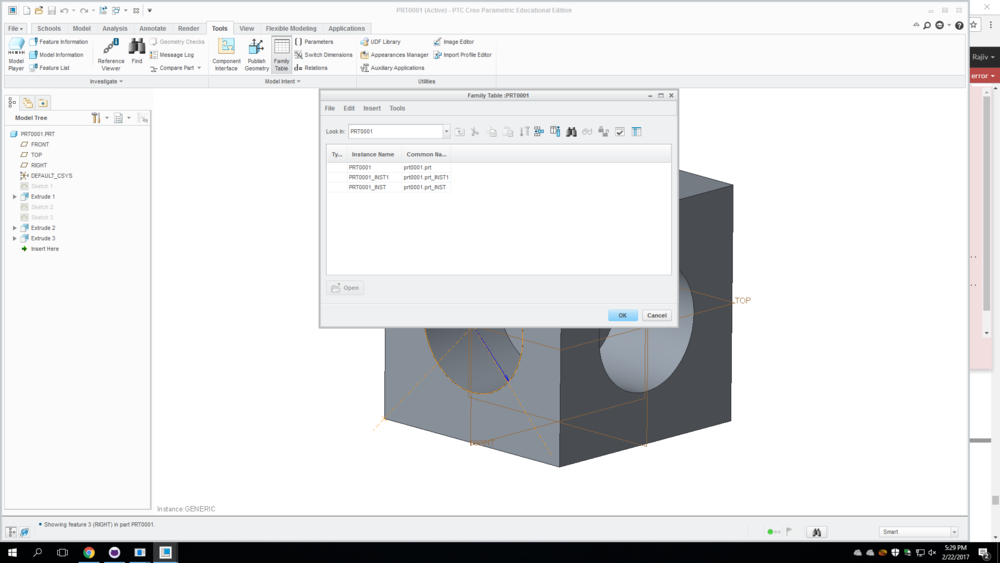 PRT0001 (Active) - PTC Creo Parametric Educational Edition
File
Schools
Model
Analysis
Annotate
Render
Tools
View
Flexible Modeling
Applications
Model Player
Feature Information
Model Information
Feature List
Reference Viewer
Find
Geometry Checks
Message Log
Compare Part
Component Interface
Publish Geometry
Family Table
Parameters
Switch Dimensions
Relations
UDF Library
Appearances Manager
Auxiliary Applications
Image Editor
Import Profile Editor
Investigate
Model Intent
Utilities
Rajiv
error
Model Tree
PRT0001.PRT
FRONT
TOP
RIGHT
DEFAULT_CSYS
Sketch 1
Extrude 1
Sketch 2
Sketch 3
Extrude 2
Extrude 3
Insert Here
Family Table :PRT0001
File Edit Insert Tools
Look In: PRT0001
Ty... Instance Name Common Na...
PRT0001 prt0001.prt
PRT0001_INST1 prt0001.prt_INST1
PRT0001_INST prt0001.prt_INST
Open
OK Cancel
TOP
FRONT
Instance:GENERIC
Showing feature 3 (RIGHT) in part PRT0001.
Smart
5:29 PM
2/22/2017